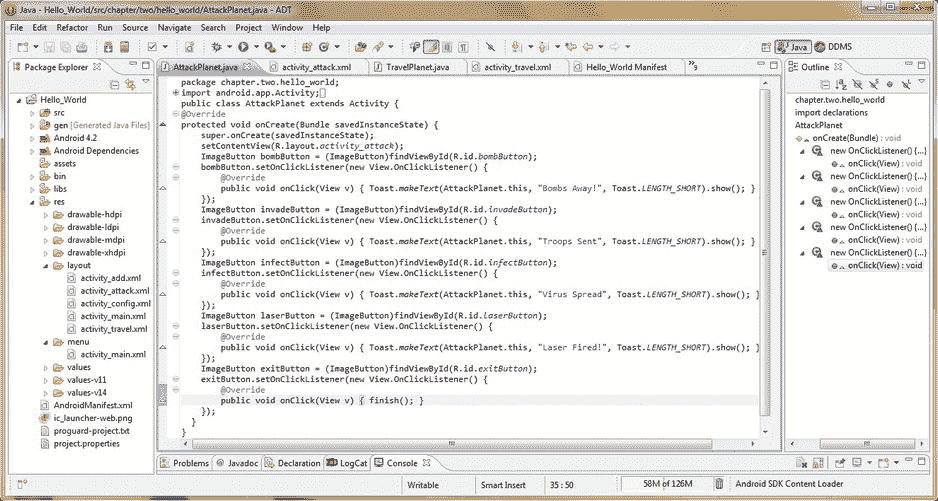 Java - Hello_World/src/chapter/two/hello_world/AttackPlanet.java - ADT
File Edit Refactor Run Source Navigate Search Project Window Help
Java DDMS
Package Explorer
Hello_World
src
gen [Generated Java Files]
Android 4.2
Android Dependencies
assets
bin
libs
res
drawable-hdpi
drawable-ldpi
drawable-mdpi
drawable-xhdpi
layout
activity_add.xml
activity_attack.xml
activity_config.xml
activity_main.xml
activity_travel.xml
menu
activity_main.xml
values
values-v11
values-v14
AndroidManifest.xml
ic_launcher-web.png
proguard-project.txt
project.properties
AttackPlanet.java activity_attack.xml TravelPlanet.java activity_travel.xml Hello_World Manifest »9
package chapter.two.hello_world;
import android.app.Activity;
public class AttackPlanet extends Activity {
@Override
protected void onCreate(Bundle savedInstanceState) {
super.onCreate(savedInstanceState);
setContentView(R.layout.activity_attack);
ImageButton bombButton = (ImageButton)findViewById(R.id.bombButton);
bombButton.setOnClickListener(new View.OnClickListener() {
@Override
public void onClick(View v) { Toast.makeText(AttackPlanet.this, "Bombs Away!", Toast.LENGTH_SHORT).show(); }
});
ImageButton invadeButton = (ImageButton)findViewById(R.id.invadeButton);
invadeButton.setOnClickListener(new View.OnClickListener() {
@Override
public void onClick(View v) { Toast.makeText(AttackPlanet.this, "Troops Sent", Toast.LENGTH_SHORT).show(); }
});
ImageButton infectButton = (ImageButton)findViewById(R.id.infectButton);
infectButton.setOnClickListener(new View.OnClickListener() {
@Override
public void onClick(View v) { Toast.makeText(AttackPlanet.this, "Virus Spread", Toast.LENGTH_SHORT).show(); }
});
ImageButton laserButton = (ImageButton)findViewById(R.id.laserButton);
laserButton.setOnClickListener(new View.OnClickListener() {
@Override
public void onClick(View v) { Toast.makeText(AttackPlanet.this, "Laser Fired!", Toast.LENGTH_SHORT).show(); }
});
ImageButton exitButton = (ImageButton)findViewById(R.id.exitButton);
exitButton.setOnClickListener(new View.OnClickListener() {
@Override
public void onClick(View v) { finish(); }
});
}
}
Outline
chapter.two.hello_world
import declarations
AttackPlanet
onCreate(Bundle) : void
new OnClickListener() {...}
onClick(View) : void
new OnClickListener() {...}
onClick(View) : void
new OnClickListener() {...}
onClick(View) : void
new OnClickListener() {...}
onClick(View) : void
new OnClickListener() {...}
onClick(View) : void
Problems Javadoc Declaration LogCat Console
Writable Smart Insert 35 : 50 58M of 126M Android SDK Content Loader